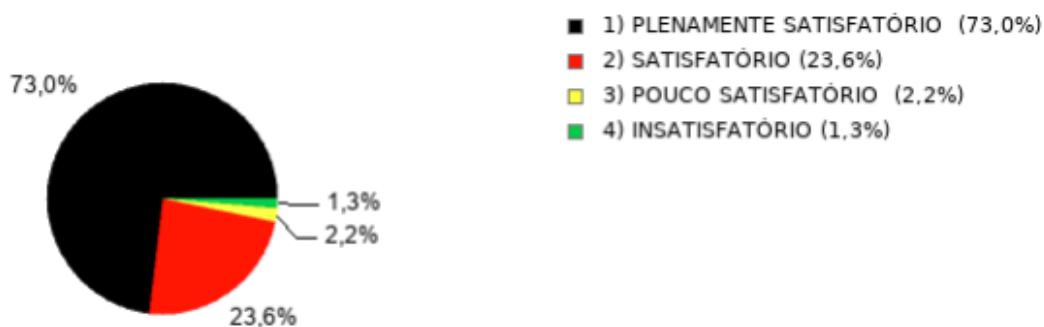 1) PLENAMENTE SATISFATÓRIO (73,0%)
2) SATISFATÓRIO (23,6%)
3) POUCO SATISFATÓRIO (2,2%)
4) INSATISFATÓRIO (1,3%)
73,0%
1,3%
2,2%
23,6%